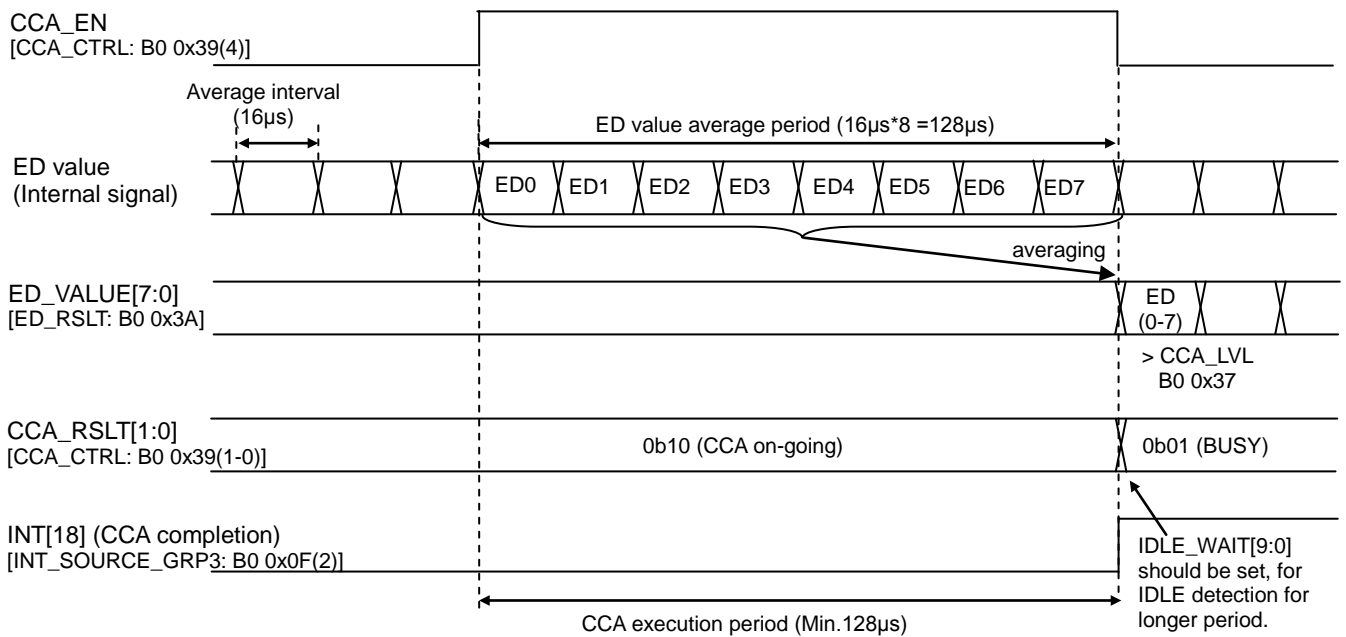 CCA_EN
[CCA_CTRL: B0 0x39(4)]
Average interval
(16μs)
ED value average period (16μs*8 =128μs)
ED value
(Internal signal)
ED0 ED1 ED2 ED3 ED4 ED5 ED6 ED7
averaging
ED_VALUE[7:0]
[ED_RSLT: B0 0x3A]
ED
(0-7)
> CCA_LVL
B0 0x37
CCA_RSLT[1:0]
[CCA_CTRL: B0 0x39(1-0)]
0b10 (CCA on-going)
0b01 (BUSY)
INT[18] (CCA completion)
[INT_SOURCE_GRP3: B0 0x0F(2)]
IDLE_WAIT[9:0]
should be set, for
IDLE detection for
longer period.
CCA execution period (Min.128μs)